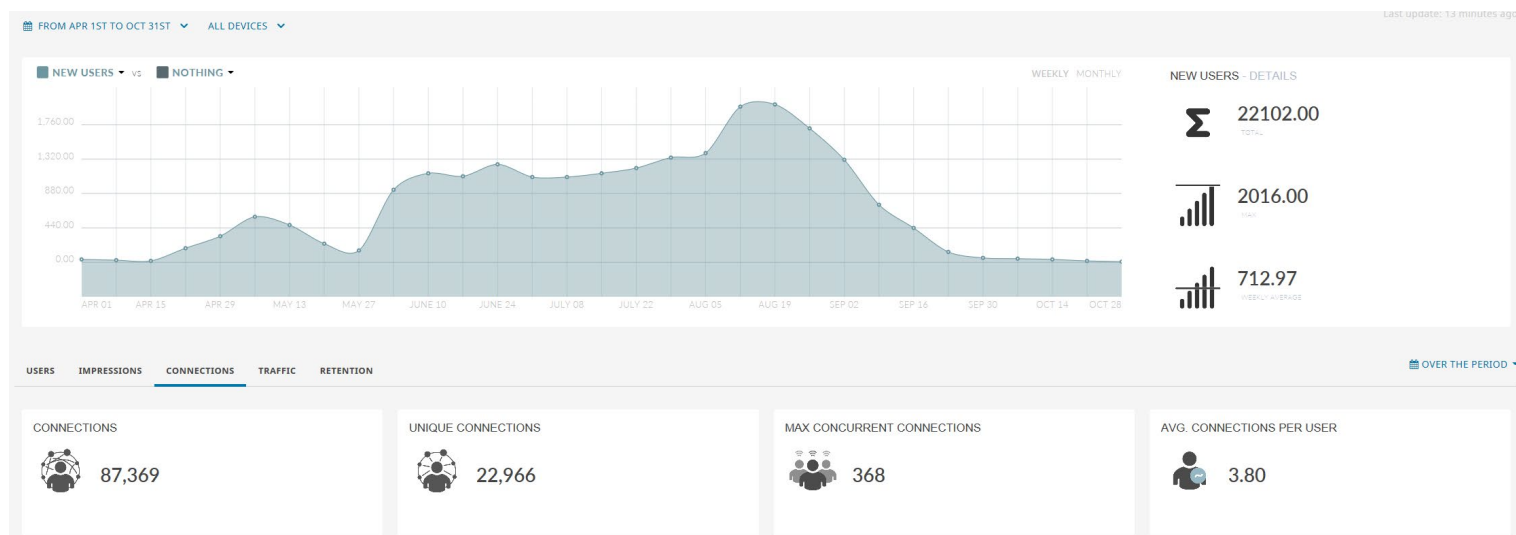 Last update: 13 minutes ago
FROM APR 1ST TO OCT 31ST ALL DEVICES
NEW USERS VS NOTHING
WEEKLY MONTHLY
NEW USERS - DETAILS
1,760.00
1,320.00
880.00
440.00
0.00
APR 01 APR 15 APR 29 MAY 13 MAY 27 JUNE 10 JUNE 24 JULY 08 JULY 22 AUG 05 AUG 19 SEP 02 SEP 16 SEP 30 OCT 14 OCT 28
22102.00
TOTAL
2016.00
MAX
712.97
WEEKLY AVERAGE
USERS IMPRESSIONS CONNECTIONS TRAFFIC RETENTION
OVER THE PERIOD
CONNECTIONS
87,369
UNIQUE CONNECTIONS
22,966
MAX CONCURRENT CONNECTIONS
368
AVG. CONNECTIONS PER USER
3.80